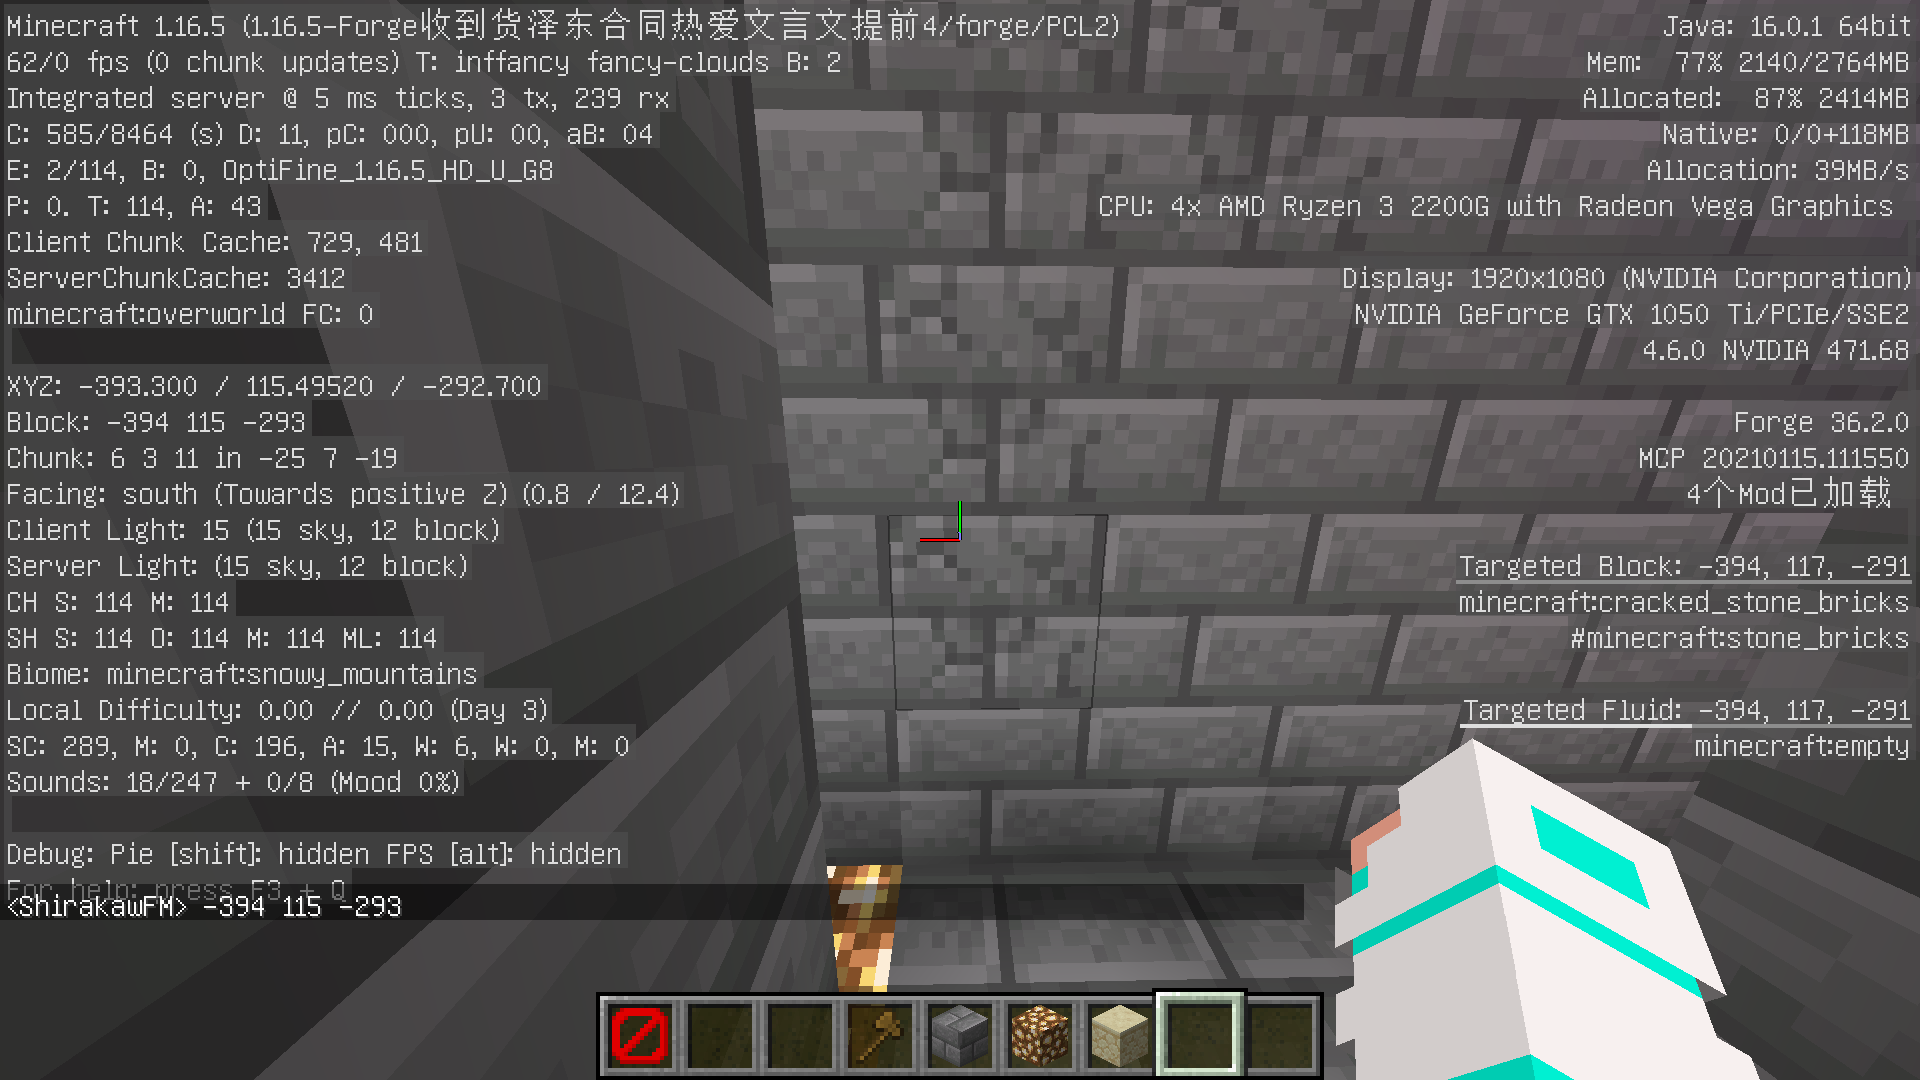 Minecraft 1.16.5 (1.16.5-Forge收到货泽东合同热爱文言文提前4/forge/PCL2)
62/0 fps (0 chunk updates) T: inffancy fancy-clouds B: 2
Integrated server @ 5 ms ticks, 3 tx, 239 rx
C: 585/8464 (s) D: 11, pC: 000, pU: 00, aB: 04
E: 2/114, B: 0, OptiFine_1.16.5_HD_U_G8
P: 0. T: 114, A: 43
Client Chunk Cache: 729, 481
ServerChunkCache: 3412
minecraft:overworld FC: 0
XYZ: -393.300 / 115.49520 / -292.700
Block: -394 115 -293
Chunk: 6 3 11 in -25 7 -19
Facing: south (Towards positive Z) (0.8 / 12.4)
Client Light: 15 (15 sky, 12 block)
Server Light: (15 sky, 12 block)
CH S: 114 M: 114
SH S: 114 O: 114 M: 114 ML: 114
Biome: minecraft:snowy_mountains
Local Difficulty: 0.00 // 0.00 (Day 3)
SC: 289, M: 0, C: 196, A: 15, W: 6, W: 0, M: 0
Sounds: 18/247 + 0/8 (Mood 0%)
Debug: Pie [shift]: hidden FPS [alt]: hidden
For help: press F3 + Q
<ShirakawFM> -394 115 -293
Java: 16.0.1 64bit
Mem: 77% 2140/2764MB
Allocated: 87% 2414MB
Native: 0/0+118MB
Allocation: 39MB/s
CPU: 4x AMD Ryzen 3 2200G with Radeon Vega Graphics
Display: 1920x1080 (NVIDIA Corporation)
NVIDIA GeForce GTX 1050 Ti/PCIe/SSE2
4.6.0 NVIDIA 471.68
Forge 36.2.0
MCP 20210115.111550
4个Mod已加载
Targeted Block: -394, 117, -291
minecraft:cracked_stone_bricks
#minecraft:stone_bricks
Targeted Fluid: -394, 117, -291
minecraft:empty